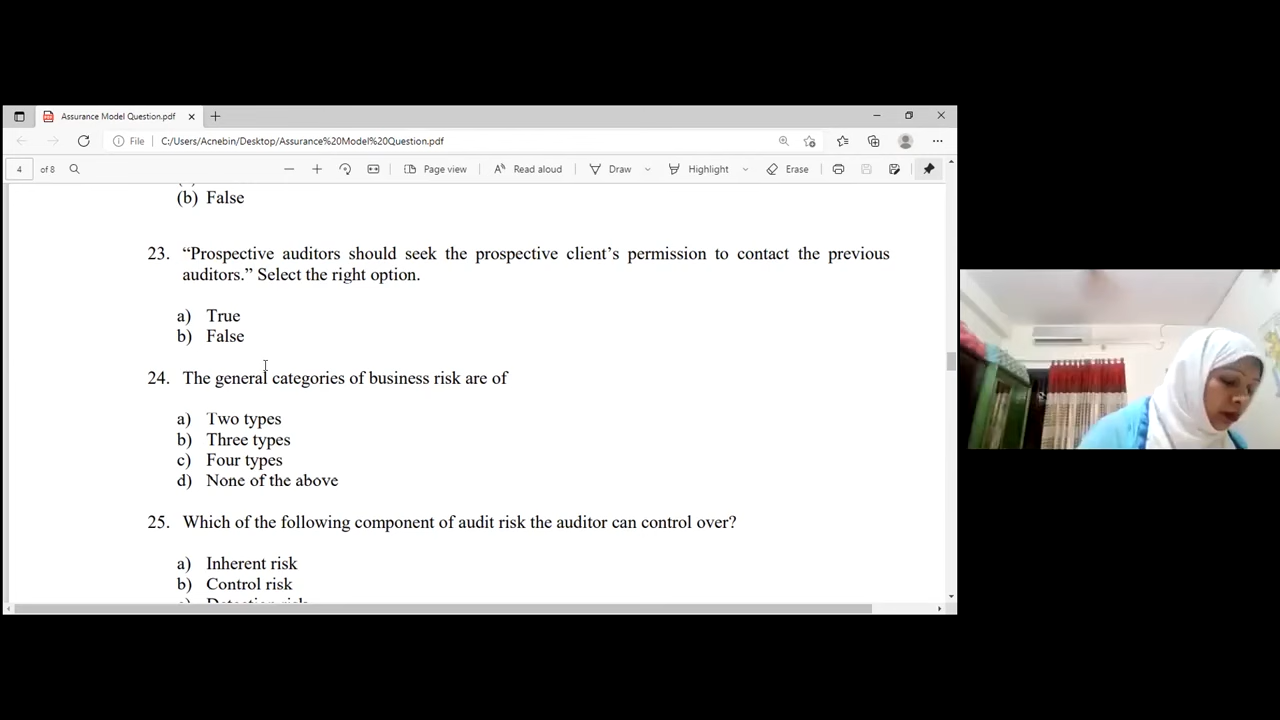 Assurance Model Question.pdf
File C:/Users/Acnebin/Desktop/Assurance%20Model%20Question.pdf
4 of 8 Page view Read aloud Draw Highlight Erase
(b) False
23. “Prospective auditors should seek the prospective client’s permission to contact the previous
auditors.” Select the right option.
a) True
b) False
24. The general categories of business risk are of
a) Two types
b) Three types
c) Four types
d) None of the above
25. Which of the following component of audit risk the auditor can control over?
a) Inherent risk
b) Control risk